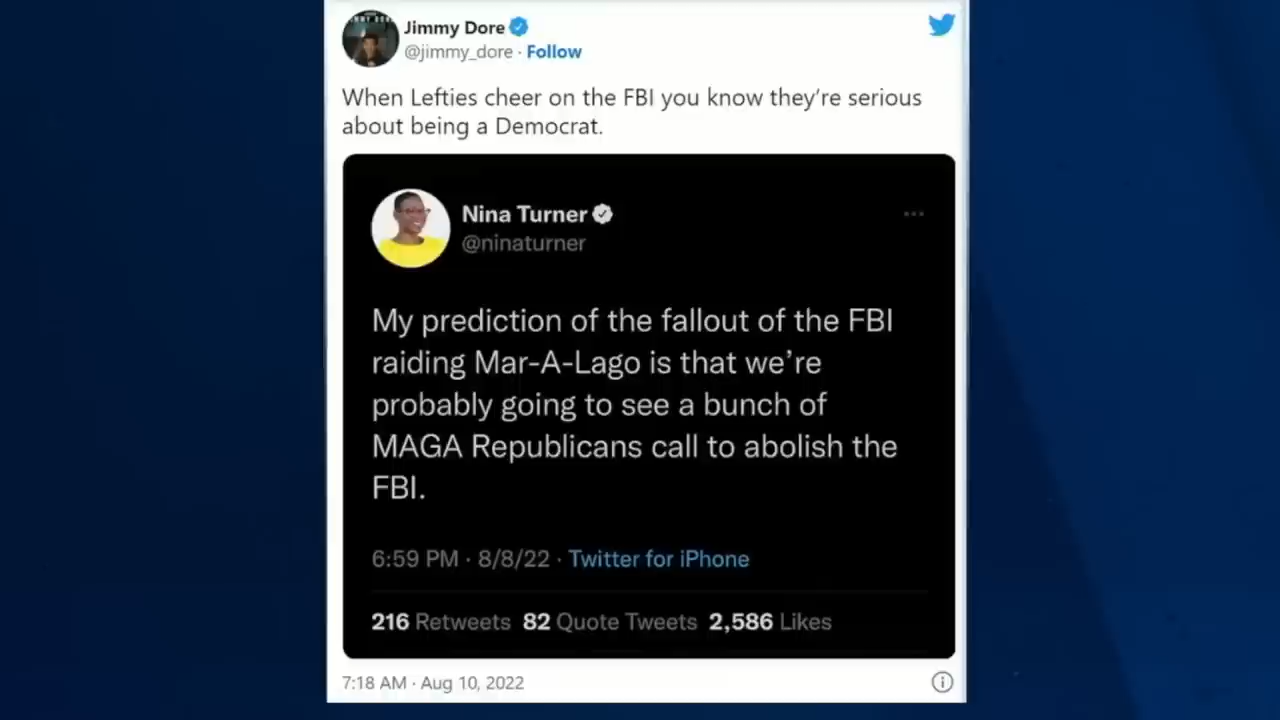 Jimmy Dore
@jimmy_dore · Follow
When Lefties cheer on the FBI you know they're serious
about being a Democrat.
Nina Turner
@ninaturner
My prediction of the fallout of the FBI
raiding Mar-A-Lago is that we're
probably going to see a bunch of
MAGA Republicans call to abolish the
FBI.
6:59 PM · 8/8/22 · Twitter for iPhone
216 Retweets 82 Quote Tweets 2,586 Likes
7:18 AM · Aug 10, 2022